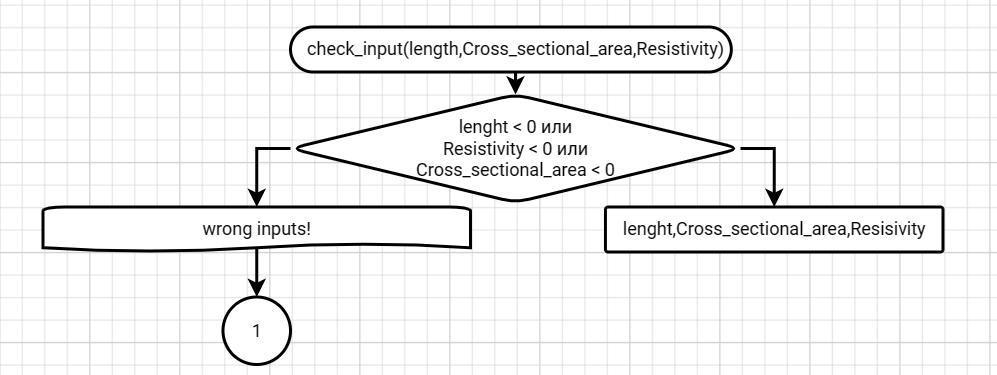 check_input(length,Cross_sectional_area,Resistivity)
lenght < 0 или
Resistivity < 0 или
Cross_sectional_area < 0
wrong inputs!
lenght,Cross_sectional_area,Resisivity
1